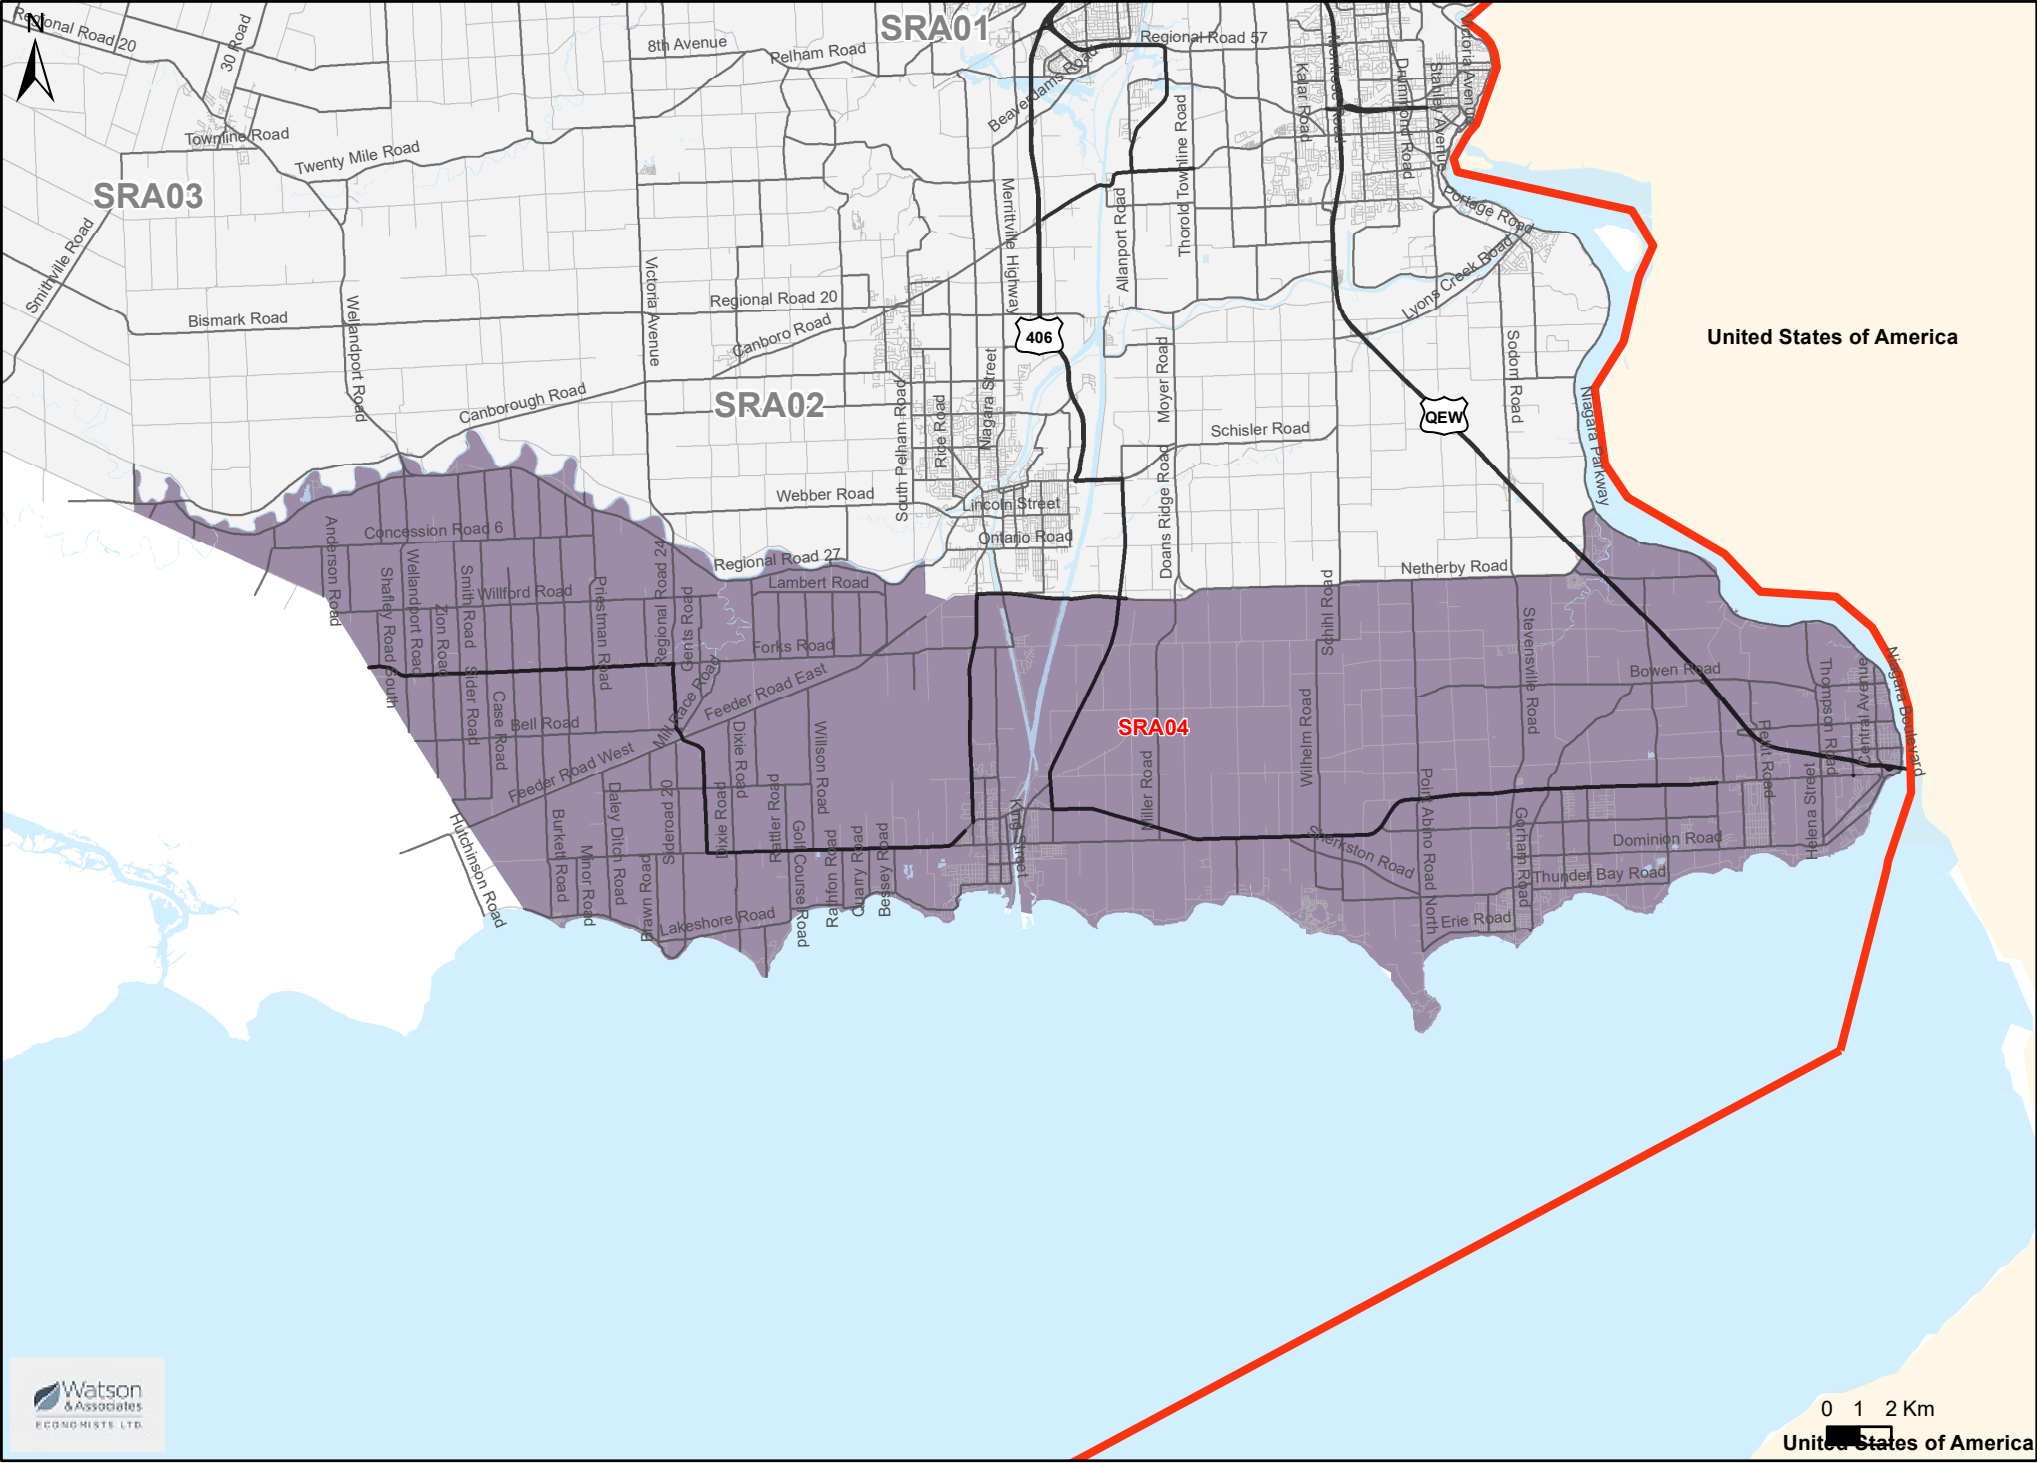 N
Regional Road 20
30 Road
8th Avenue
Pelham Road
SRA01
Regional Road 57
Beaverdams Road
Kalar Road
Montrose Road
Drummond Road
Stanley Avenue
Victoria Avenue
Townline Road
Twenty Mile Road
SRA03
Smithville Road
Merrittville Highway
Allanport Road
Thorold Townline Road
Portage Road
Lyons Creek Road
Bismark Road
Wellandport Road
Victoria Avenue
Regional Road 20
Canboro Road
406
United States of America
Canborough Road
SRA02
South Pelham Road
Rice Road
Niagara Street
Moyer Road
Schisler Road
QEW
Sodom Road
Niagara Parkway
Webber Road
Lincoln Street
Ontario Road
Doans Ridge Road
Concession Road 6
Regional Road 27
Lambert Road
Netherby Road
Anderson Road
Shafley Road South
Wellandport Road
Zion Road
Smith Road
Willford Road
Priestman Road
Regional Road 24
Gents Road
Forks Road
Schihl Road
Stevensville Road
Bowen Road
Thompson Road
Central Avenue
Niagara Boulevard
Sider Road
Case Road
Bell Road
Mill Race Road
Feeder Road East
Feeder Road West
Dixie Road
Willson Road
SRA04
Wilhelm Road
Miller Road
Pettit Road
Helena Street
Hutchinson Road
Burkett Road
Minor Road
Daley Ditch Road
Sideroad 20
Brawn Road
Dixie Road
Rattler Road
Golf Course Road
Rathfon Road
Quarry Road
Bessey Road
King Street
Sherkston Road
Point Abino Road North
Gorham Road
Dominion Road
Thunder Bay Road
Erie Road
Lakeshore Road
Watson
& Associates
ECONOMISTS LTD.
0 1 2 Km
United States of America